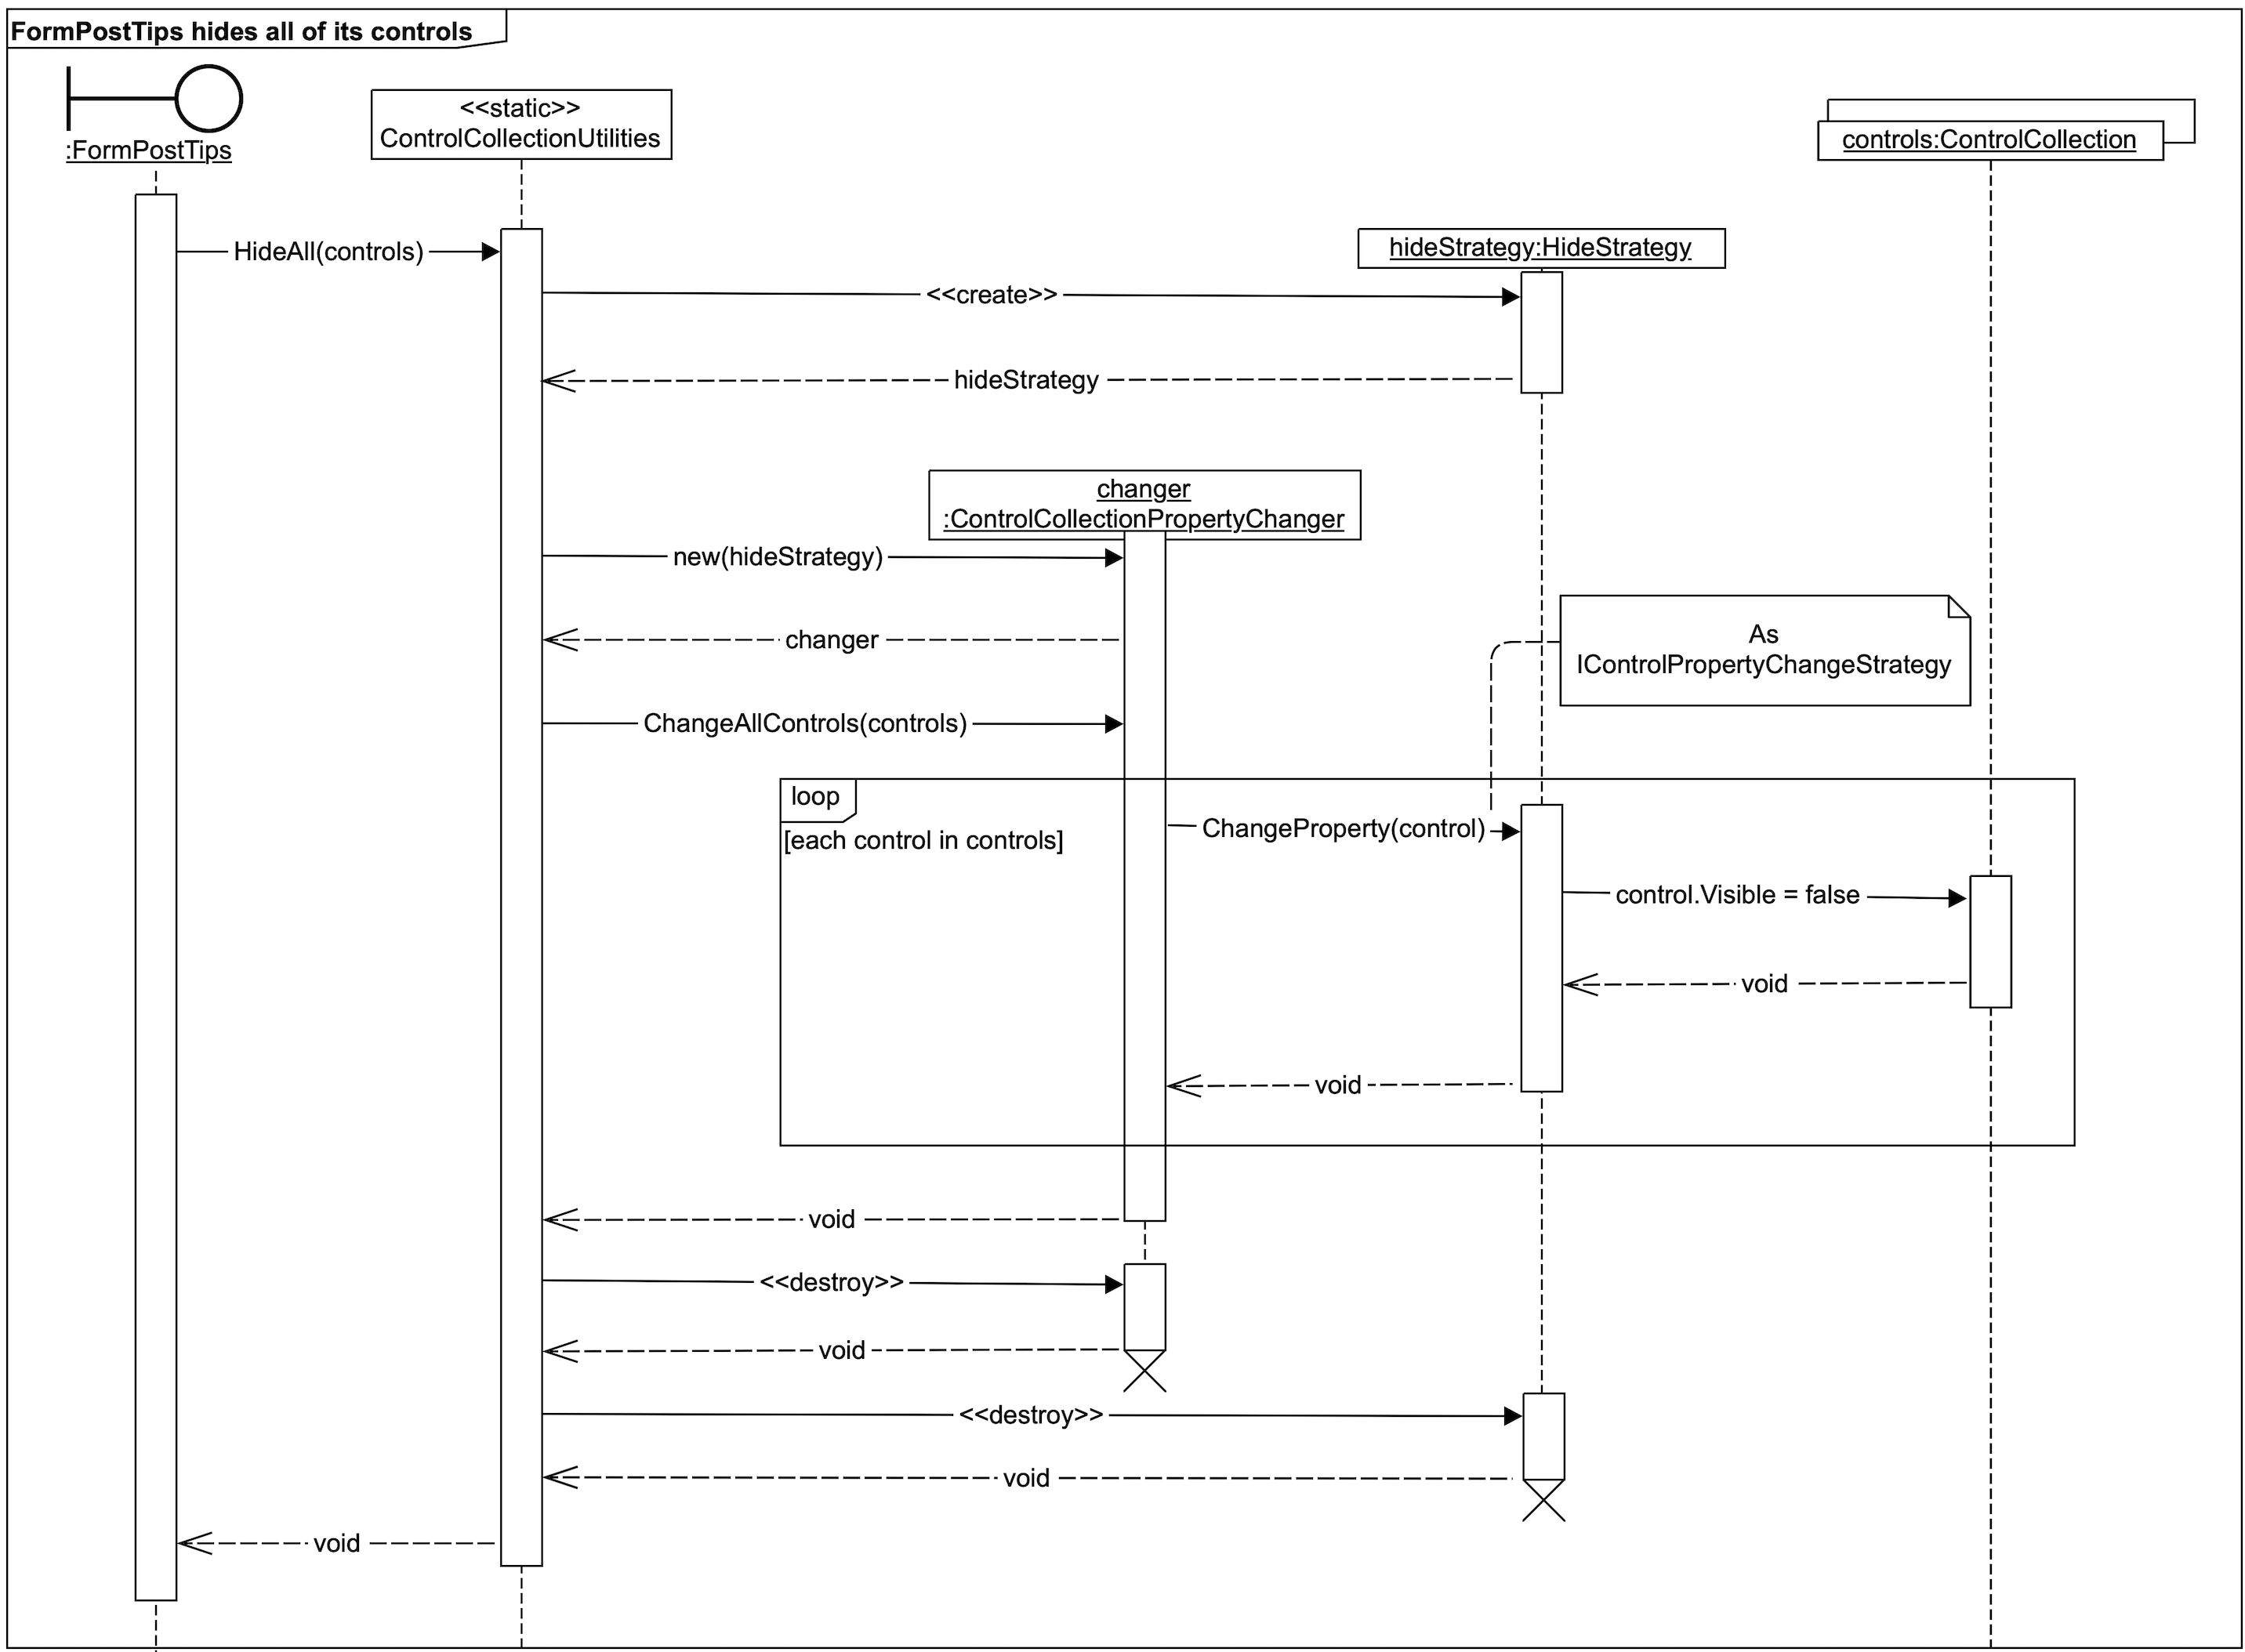 FormPostTips hides all of its controls
:FormPostTips
<<static>>
ControlCollectionUtilities
controls:ControlCollection
HideAll(controls)
hideStrategy:HideStrategy
<<create>>
hideStrategy
changer
:ControlCollectionPropertyChanger
new(hideStrategy)
changer
As
IControlPropertyChangeStrategy
ChangeAllControls(controls)
loop
[each control in controls]
ChangeProperty(control)
control.Visible = false
void
void
void
<<destroy>>
void
<<destroy>>
void
void